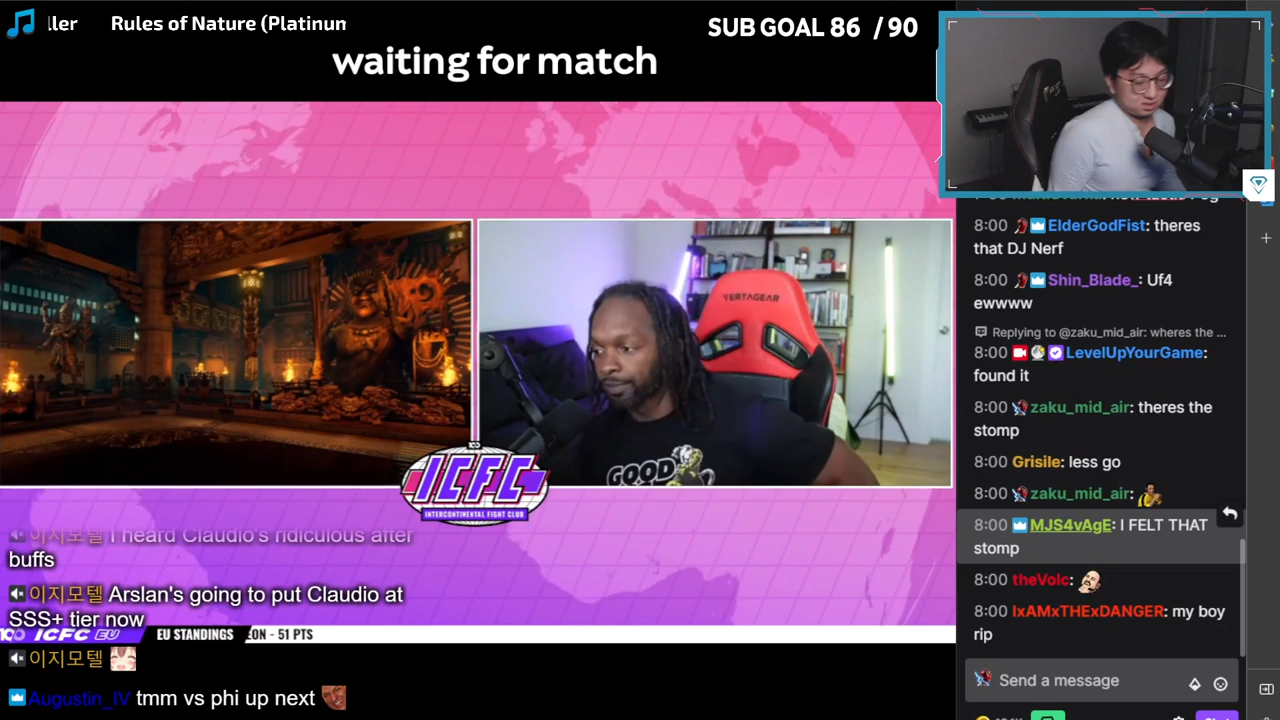 ller Rules of Nature (Platinum
SUB GOAL 86 / 90
waiting for match
VERTAGEAR
GOOD
ICFC
INTERCONTINENTAL FIGHT CLUB
이지모텔 I heard Claudio's ridiculous after
buffs
이지모텔 Arslan's going to put Claudio at
SSS+ tier now
ICFC EU EU STANDINGS EON - 51 PTS
이지모텔
Augustin_IV tmm vs phi up next
8:00 ElderGodFist: theres
that DJ Nerf
8:00 Shin_Blade_: Uf4
ewwww
Replying to @zaku_mid_air: wheres the ...
8:00 LevelUpYourGame:
found it
8:00 zaku_mid_air: theres the
stomp
8:00 Grisile: less go
8:00 zaku_mid_air:
8:00 MJS4vAgE: I FELT THAT
stomp
8:00 theVolc:
8:00 IxAMxTHExDANGER: my boy
rip
Send a message